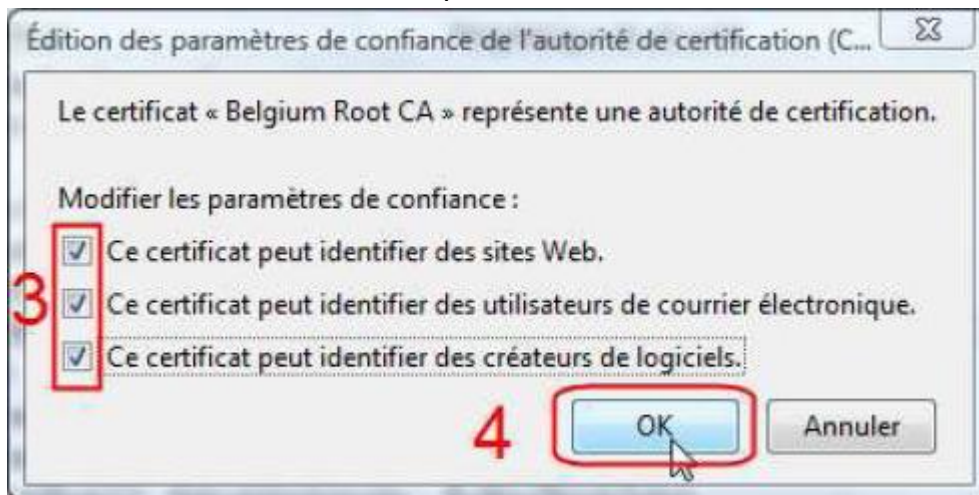 Édition des paramètres de confiance de l'autorité de certification (C...
Le certificat « Belgium Root CA » représente une autorité de certification.
Modifier les paramètres de confiance :
Ce certificat peut identifier des sites Web.
3 Ce certificat peut identifier des utilisateurs de courrier électronique.
Ce certificat peut identifier des créateurs de logiciels.
4 OK Annuler